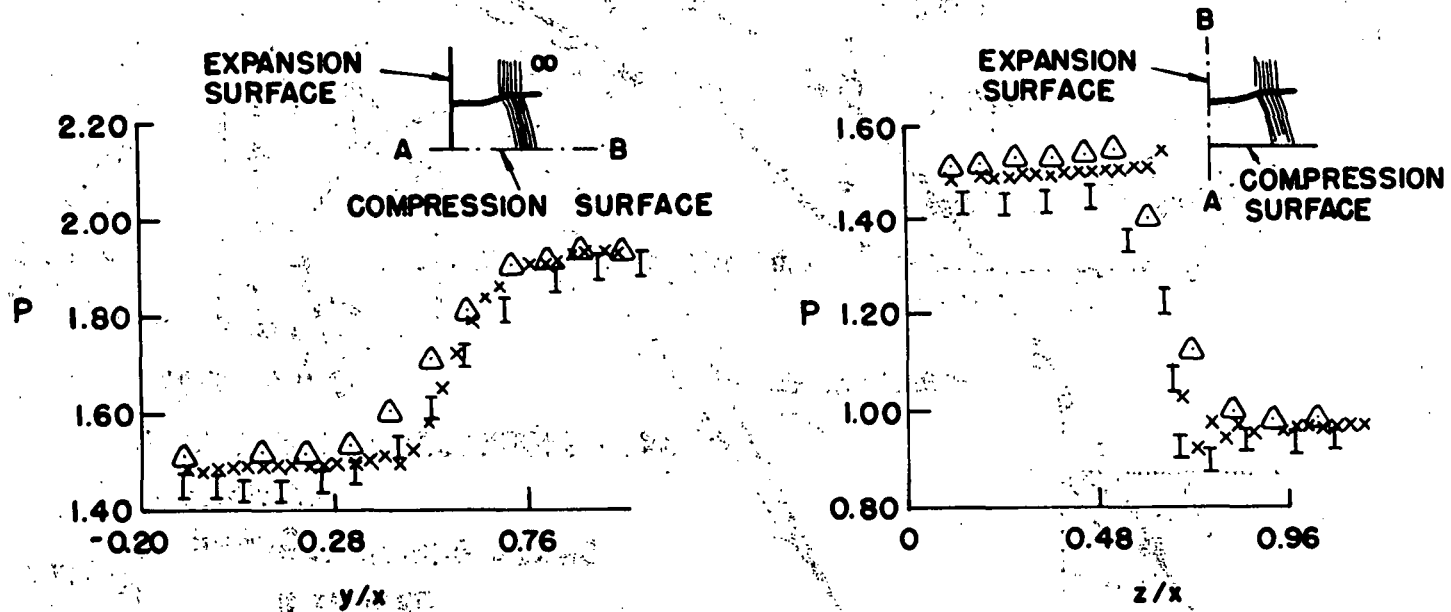 EXPANSION
SURFACE
∞
A
B
COMPRESSION SURFACE
2.20
2.00
P
1.80
1.60
1.40
-0.20
0.28
0.76
y/x
B
EXPANSION
SURFACE
A
COMPRESSION
SURFACE
1.60
1.40
P
1.20
1.00
0.80
0
0.48
0.96
z/x